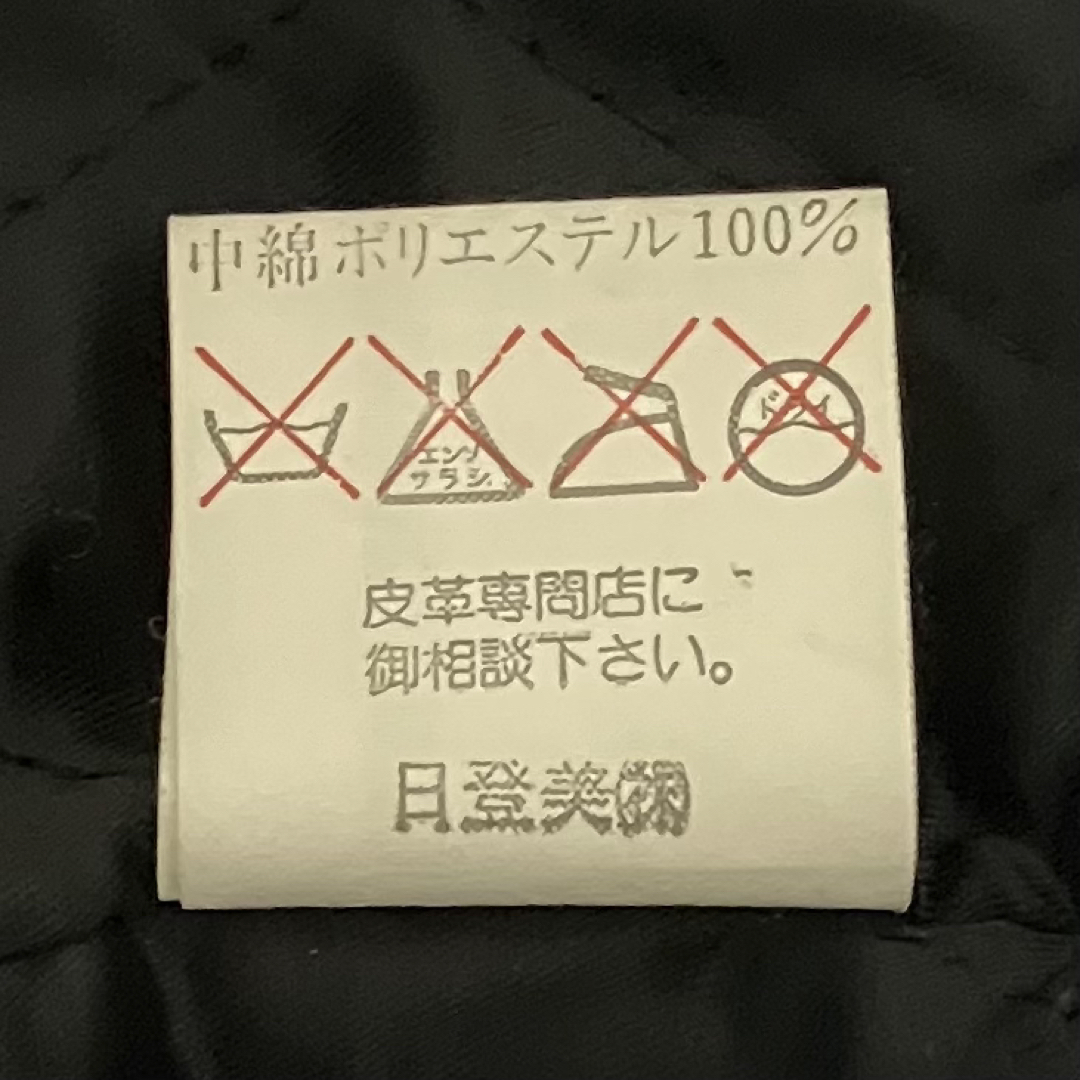 中綿ポリエステル100%
エンソ
サラシ
ドライ
皮革専問店に
御相談下さい。
日登美㈱